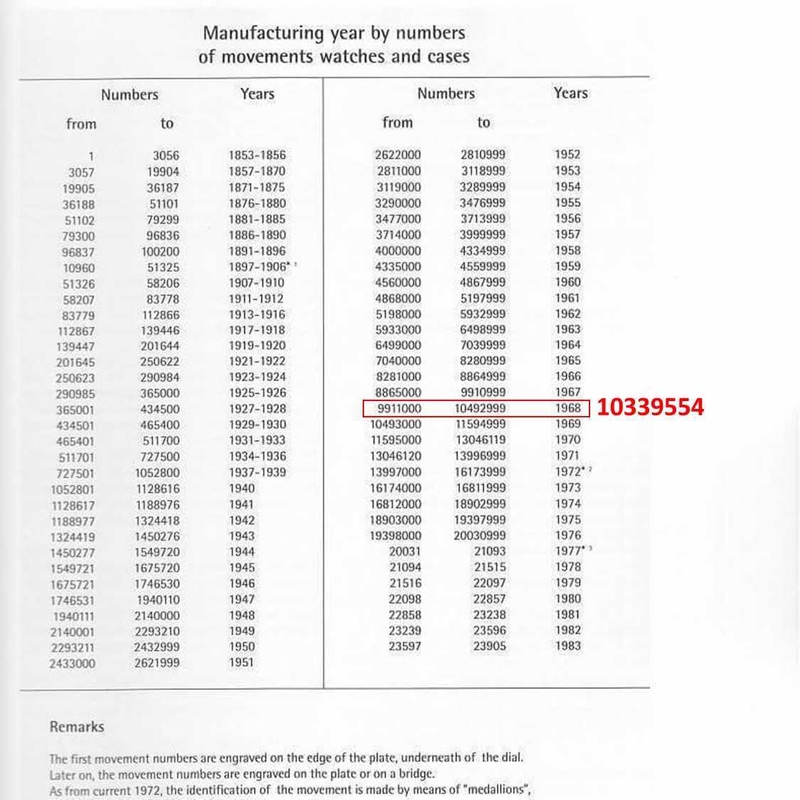 Manufacturing year by numbers
of movements watches and cases
Numbers Years
from to
1 3056 1853-1856
3057 19904 1857-1870
19905 36187 1871-1875
36188 51101 1876-1880
51102 79299 1881-1885
79300 96836 1886-1890
96837 100200 1891-1896
10960 51325 1897-1906* ¹
51326 58206 1907-1910
58207 83778 1911-1912
83779 112866 1913-1916
112867 139446 1917-1918
139447 201644 1919-1920
201645 250622 1921-1922
250623 290984 1923-1924
290985 365000 1925-1926
365001 434500 1927-1928
434501 465400 1929-1930
465401 511700 1931-1933
511701 727500 1934-1936
727501 1052800 1937-1939
1052801 1128616 1940
1128617 1188976 1941
1188977 1324418 1942
1324419 1450276 1943
1450277 1549720 1944
1549721 1675720 1945
1675721 1746530 1946
1746531 1940110 1947
1940111 2140000 1948
2140001 2293210 1949
2293211 2432999 1950
2433000 2621999 1951
Numbers Years
from to
2622000 2810999 1952
2811000 3118999 1953
3119000 3289999 1954
3290000 3476999 1955
3477000 3713999 1956
3714000 3999999 1957
4000000 4334999 1958
4335000 4559999 1959
4560000 4867999 1960
4868000 5197999 1961
5198000 5932999 1962
5933000 6498999 1963
6499000 7039999 1964
7040000 8280999 1965
8281000 8864999 1966
8865000 9910999 1967
9911000 10492999 1968 10339554
10493000 11594999 1969
11595000 13046119 1970
13046120 13996999 1971
13997000 16173999 1972* ²
16174000 16811999 1973
16812000 18902999 1974
18903000 19397999 1975
19398000 20030999 1976
20031 21093 1977* ³
21094 21515 1978
21516 22097 1979
22098 22857 1980
22858 23238 1981
23239 23596 1982
23597 23905 1983
Remarks
The first movement numbers are engraved on the edge of the plate, underneath of the dial.
Later on, the movement numbers are engraved on the plate or on a bridge.
As from current 1972, the identification of the movement is made by means of "medallions",